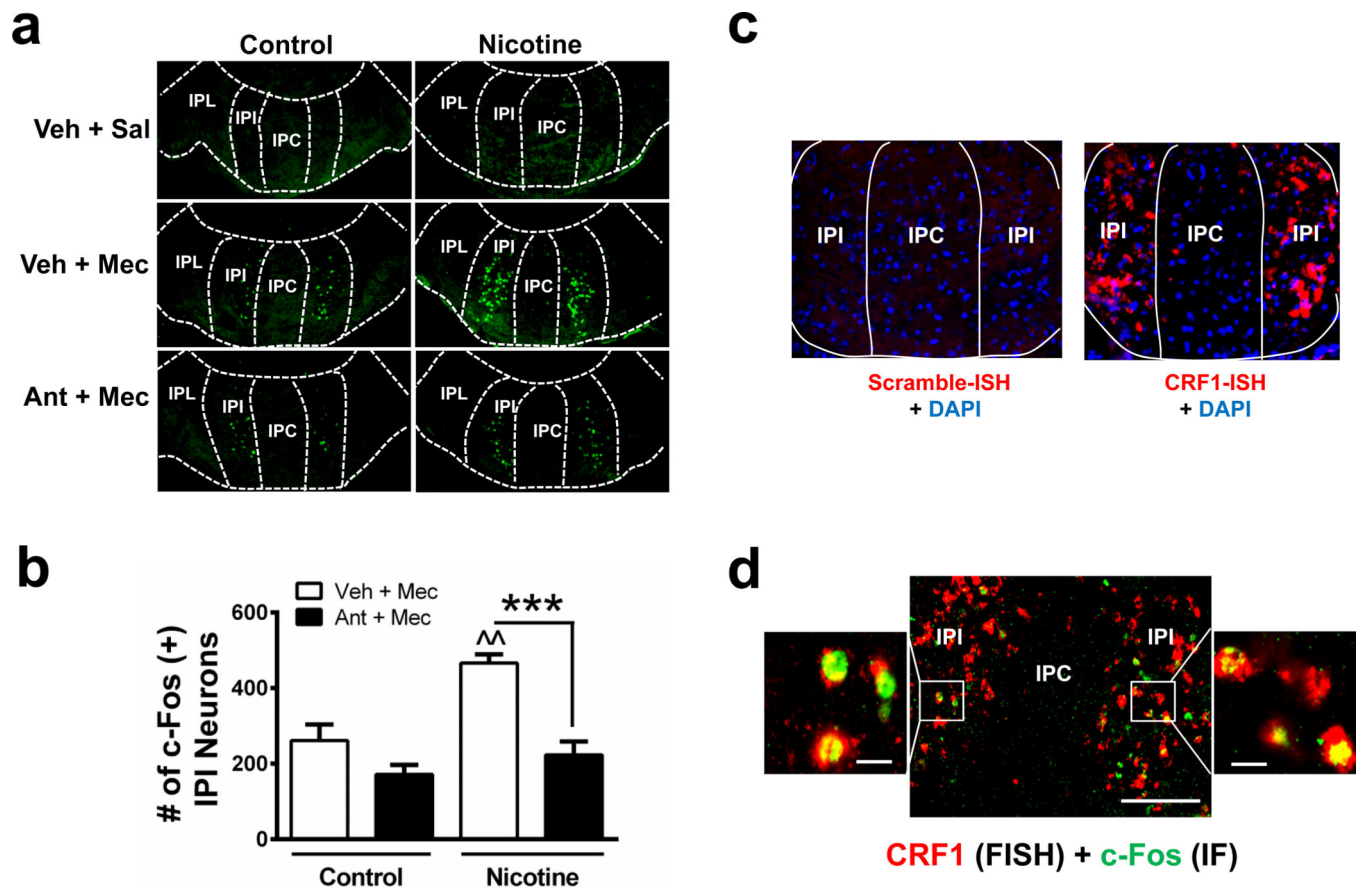 a
Control
Nicotine
Veh + Sal
IPL
IPI
IPC
IPL
IPI
IPC
Veh + Mec
IPL
IPI
IPC
IPL
IPI
IPC
Ant + Mec
IPL
IPI
IPC
IPL
IPI
IPC
b
# of c-Fos (+)
IPI Neurons
Veh + Mec
Ant + Mec
600
400
200
0
^^
***
Control
Nicotine
c
IPI
IPC
IPI
Scramble-ISH
+ DAPI
IPI
IPC
IPI
CRF1-ISH
+ DAPI
d
IPI
IPC
IPI
CRF1 (FISH) + c-Fos (IF)